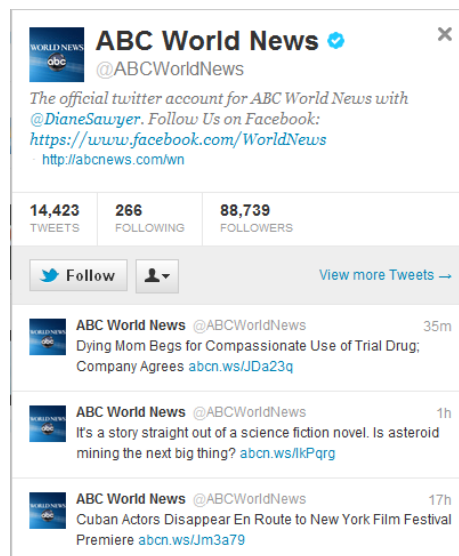 WORLD NEWS
abc
ABC World News
@ABCWorldNews
The official twitter account for ABC World News with
@DianeSawyer. Follow Us on Facebook:
https://www.facebook.com/WorldNews
http://abcnews.com/wn
14,423 266 88,739
TWEETS FOLLOWING FOLLOWERS
Follow View more Tweets →
ABC World News @ABCWorldNews 35m
Dying Mom Begs for Compassionate Use of Trial Drug;
Company Agrees abcn.ws/JDa23q
ABC World News @ABCWorldNews 1h
It's a story straight out of a science fiction novel. Is asteroid
mining the next big thing? abcn.ws/IkPqrg
ABC World News @ABCWorldNews 17h
Cuban Actors Disappear En Route to New York Film Festival
Premiere abcn.ws/Jm3a79